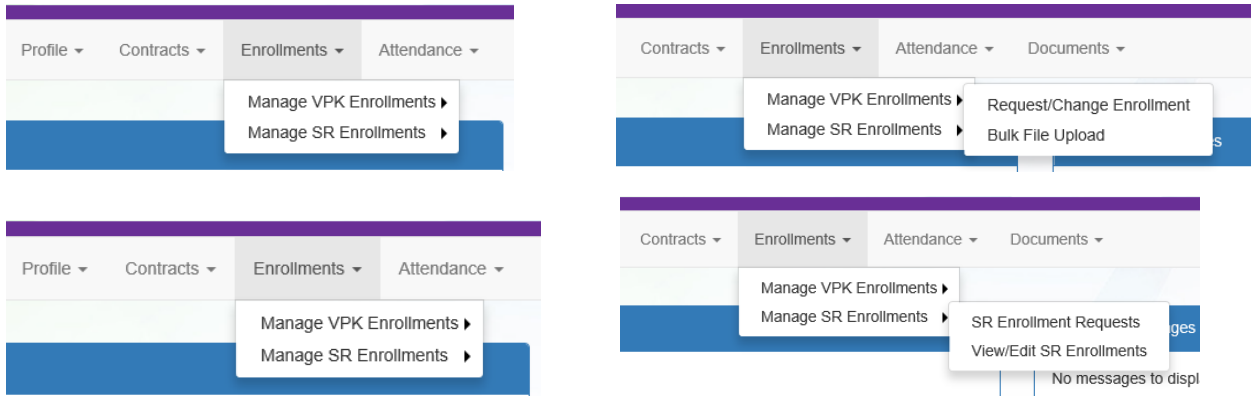 Profile Contracts Enrollments Attendance
Manage VPK Enrollments
Manage SR Enrollments
Contracts Enrollments Attendance Documents
Manage VPK Enrollments
Request/Change Enrollment
Manage SR Enrollments
Bulk File Upload
Profile Contracts Enrollments Attendance
Manage VPK Enrollments
Manage SR Enrollments
Contracts Enrollments Attendance Documents
Manage VPK Enrollments
Manage SR Enrollments
SR Enrollment Requests
View/Edit SR Enrollments
No messages to displ